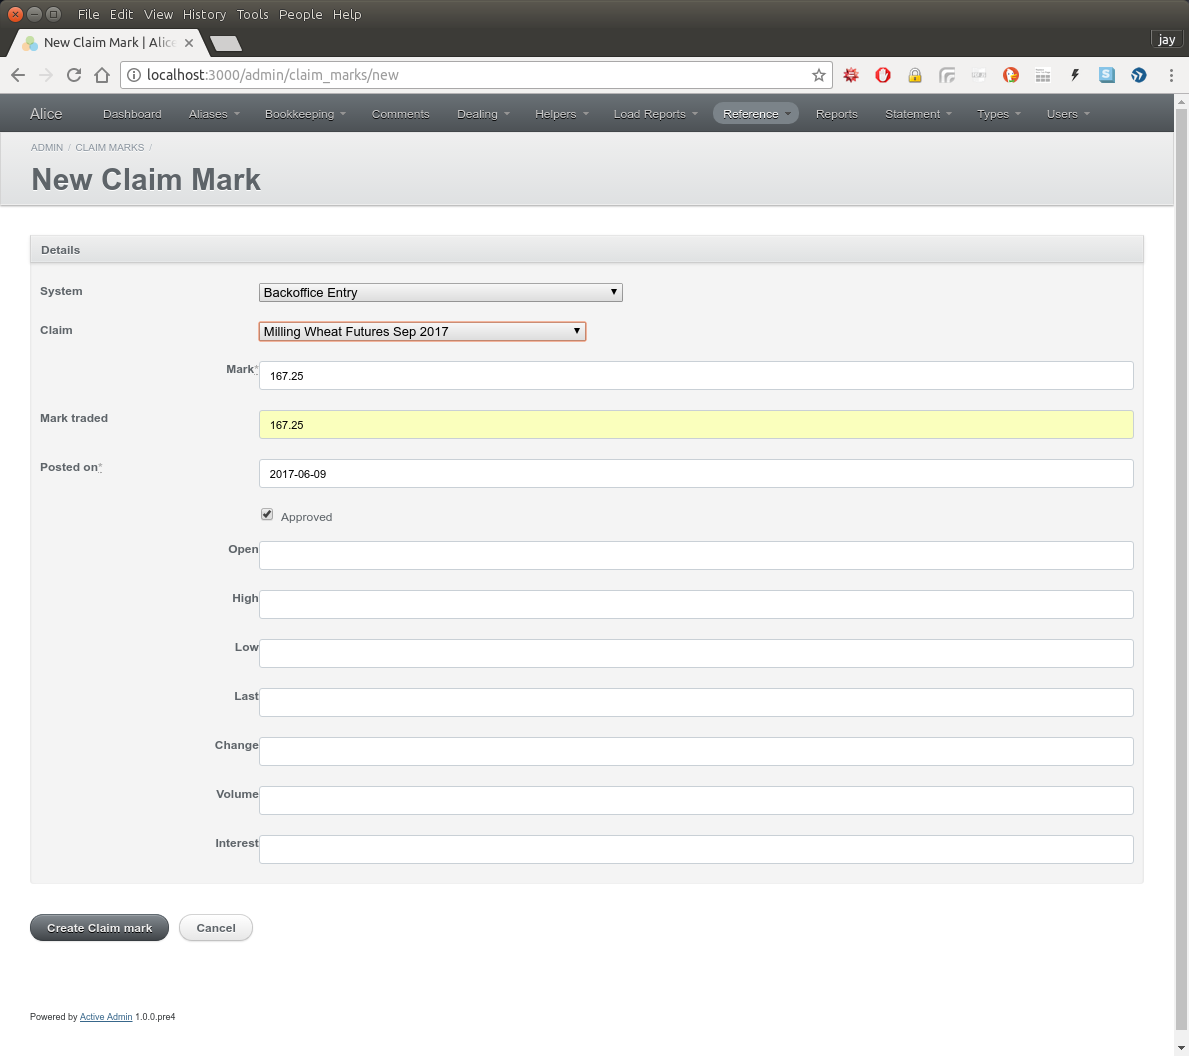 File Edit View History Tools People Help
New Claim Mark | Alice
jay
localhost:3000/admin/claim_marks/new
Alice Dashboard Aliases Bookkeeping Comments Dealing Helpers Load Reports Reference Reports Statement Types Users
ADMIN / CLAIM MARKS /
New Claim Mark
Details
System Backoffice Entry
Claim Milling Wheat Futures Sep 2017
Mark* 167.25
Mark traded 167.25
Posted on* 2017-06-09
Approved
Open
High
Low
Last
Change
Volume
Interest
Create Claim mark Cancel
Powered by Active Admin 1.0.0.pre4